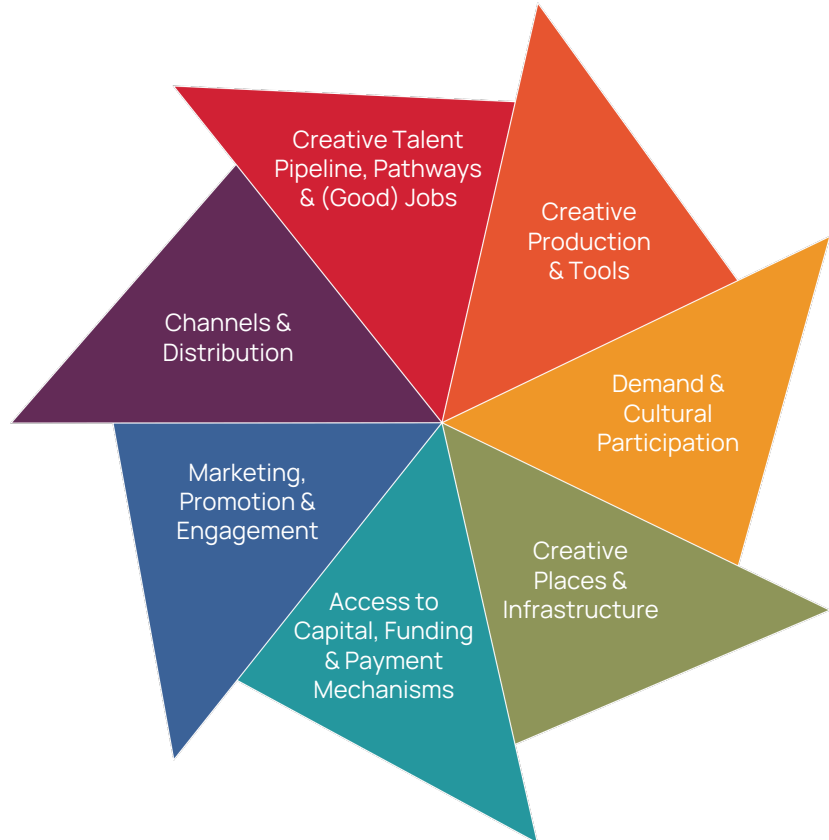 Creative Talent
Pipeline, Pathways
& (Good) Jobs
Creative
Production
& Tools
Demand &
Cultural
Participation
Creative
Places &
Infrastructure
Access to
Capital, Funding
& Payment
Mechanisms
Marketing,
Promotion &
Engagement
Channels &
Distribution